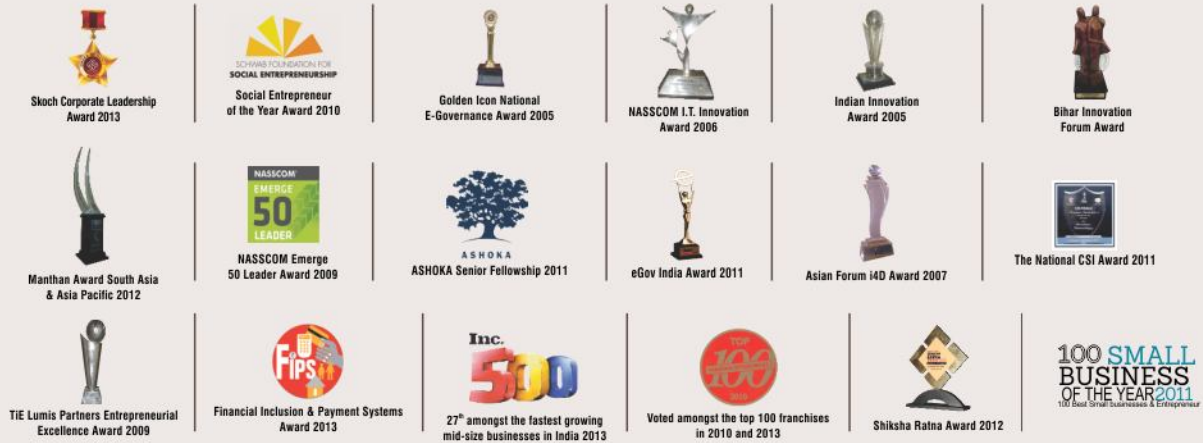 SCHWAB FOUNDATION FOR
SOCIAL ENTREPRENEURSHIP
Skoch Corporate Leadership
Award 2013
Social Entrepreneur
of the Year Award 2010
Golden Icon National
E-Governance Award 2005
NASSCOM I.T. Innovation
Award 2006
Indian Innovation
Award 2005
Bihar Innovation
Forum Award
Manthan Award South Asia
& Asia Pacific 2012
NASSCOM
EMERGE
50
LEADER
NASSCOM Emerge
50 Leader Award 2009
ASHOKA
ASHOKA Senior Fellowship 2011
eGov India Award 2011
Asian Forum i4D Award 2007
The National CSI Award 2011
TiE Lumis Partners Entrepreneurial
Excellence Award 2009
FiPS
Financial Inclusion & Payment Systems
Award 2013
Inc.
500
27th amongst the fastest growing
mid-size businesses in India 2013
TOP
100
2010
Voted amongst the top 100 franchises
in 2010 and 2013
Shiksha Ratna Award 2012
100 SMALL
BUSINESS
OF THE YEAR2011
100 Best Small businesses & Entrepreneur